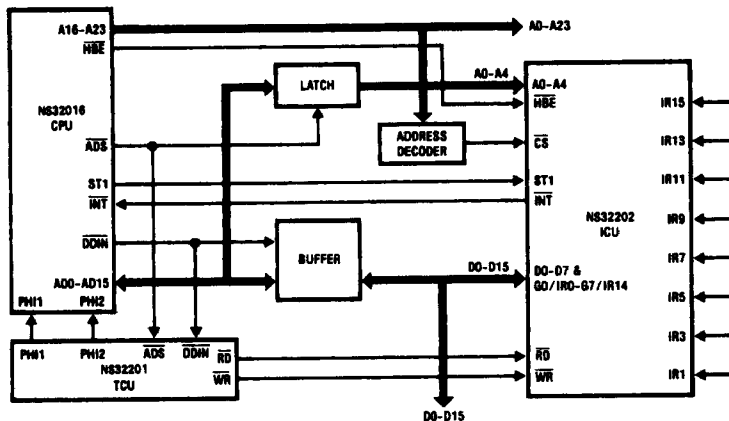 A16-A23
A0-A23
HBE
NS32016
CPU
LATCH
A0-A4
A0-A4
HBE
IR15
ADDRESS
DECODER
ADS
CS
IR13
ST1
ST1
IR11
INT
INT
NS32202
ICU
IR9
DDIN
BUFFER
IR7
AD0-AD15
D0-D15
D0-D7 &
G0/IR0-G7/IR14
IR5
PHI1
PHI2
PHI1
PHI2
ADS
DDIN
RD
RD
IR3
NS32201
TCU
WR
WR
IR1
D0-D15